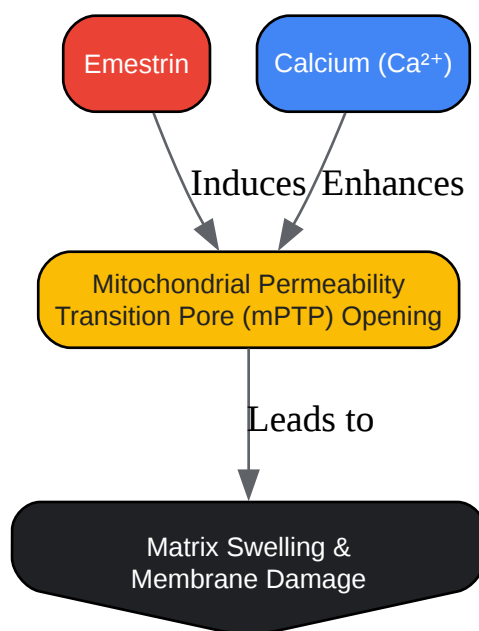 Emestrin
Calcium (Ca²⁺)
Induces
Enhances
Mitochondrial Permeability
Transition Pore (mPTP) Opening
Leads to
Matrix Swelling &
Membrane Damage